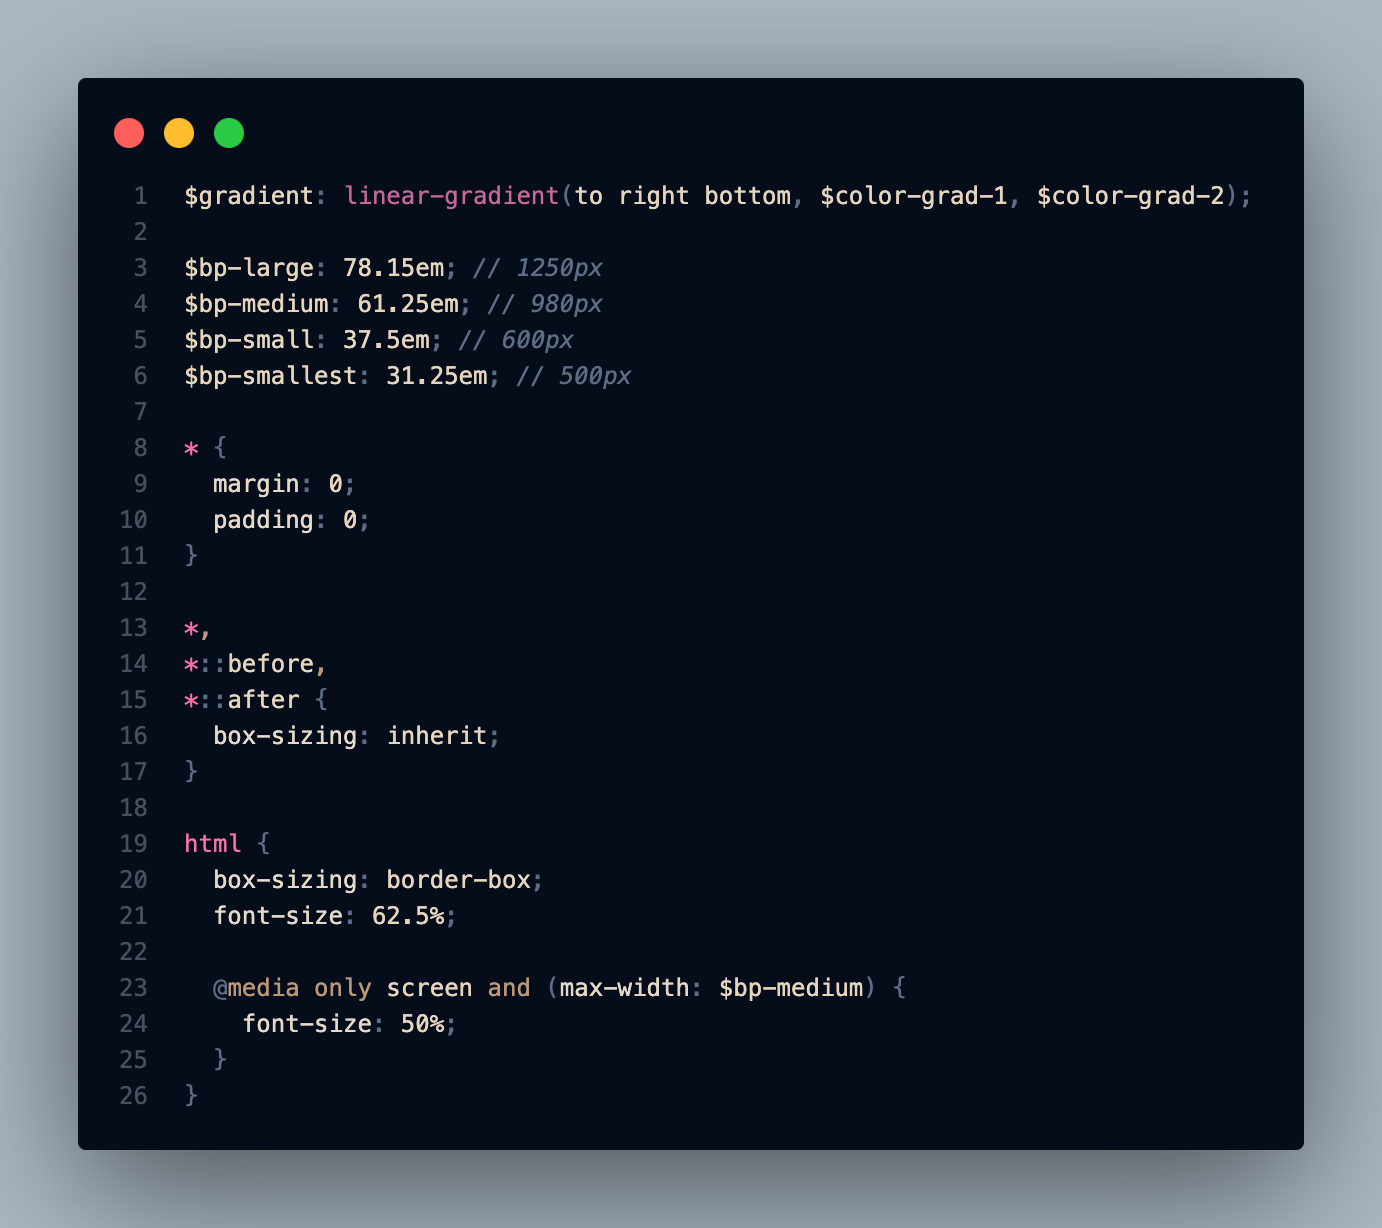 1 $gradient: linear-gradient(to right bottom, $color-grad-1, $color-grad-2);
2
3 $bp-large: 78.15em; // 1250px
4 $bp-medium: 61.25em; // 980px
5 $bp-small: 37.5em; // 600px
6 $bp-smallest: 31.25em; // 500px
7
8 * {
9   margin: 0;
10   padding: 0;
11 }
12
13 *,
14 *::before,
15 *::after {
16   box-sizing: inherit;
17 }
18
19 html {
20   box-sizing: border-box;
21   font-size: 62.5%;
22
23   @media only screen and (max-width: $bp-medium) {
24     font-size: 50%;
25   }
26 }